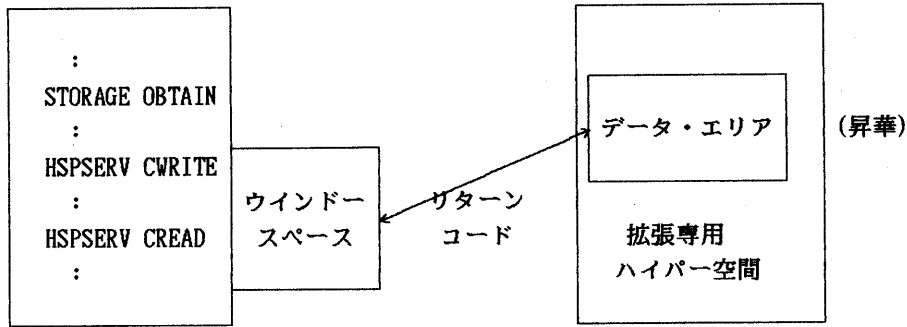 :
STORAGE OBTAIN
:
HSPSERV CWRITE
:
HSPSERV CREAD
:
ウインドー
スペース
リターン
コード
データ・エリア
拡張専用
ハイパー空間
(昇華)